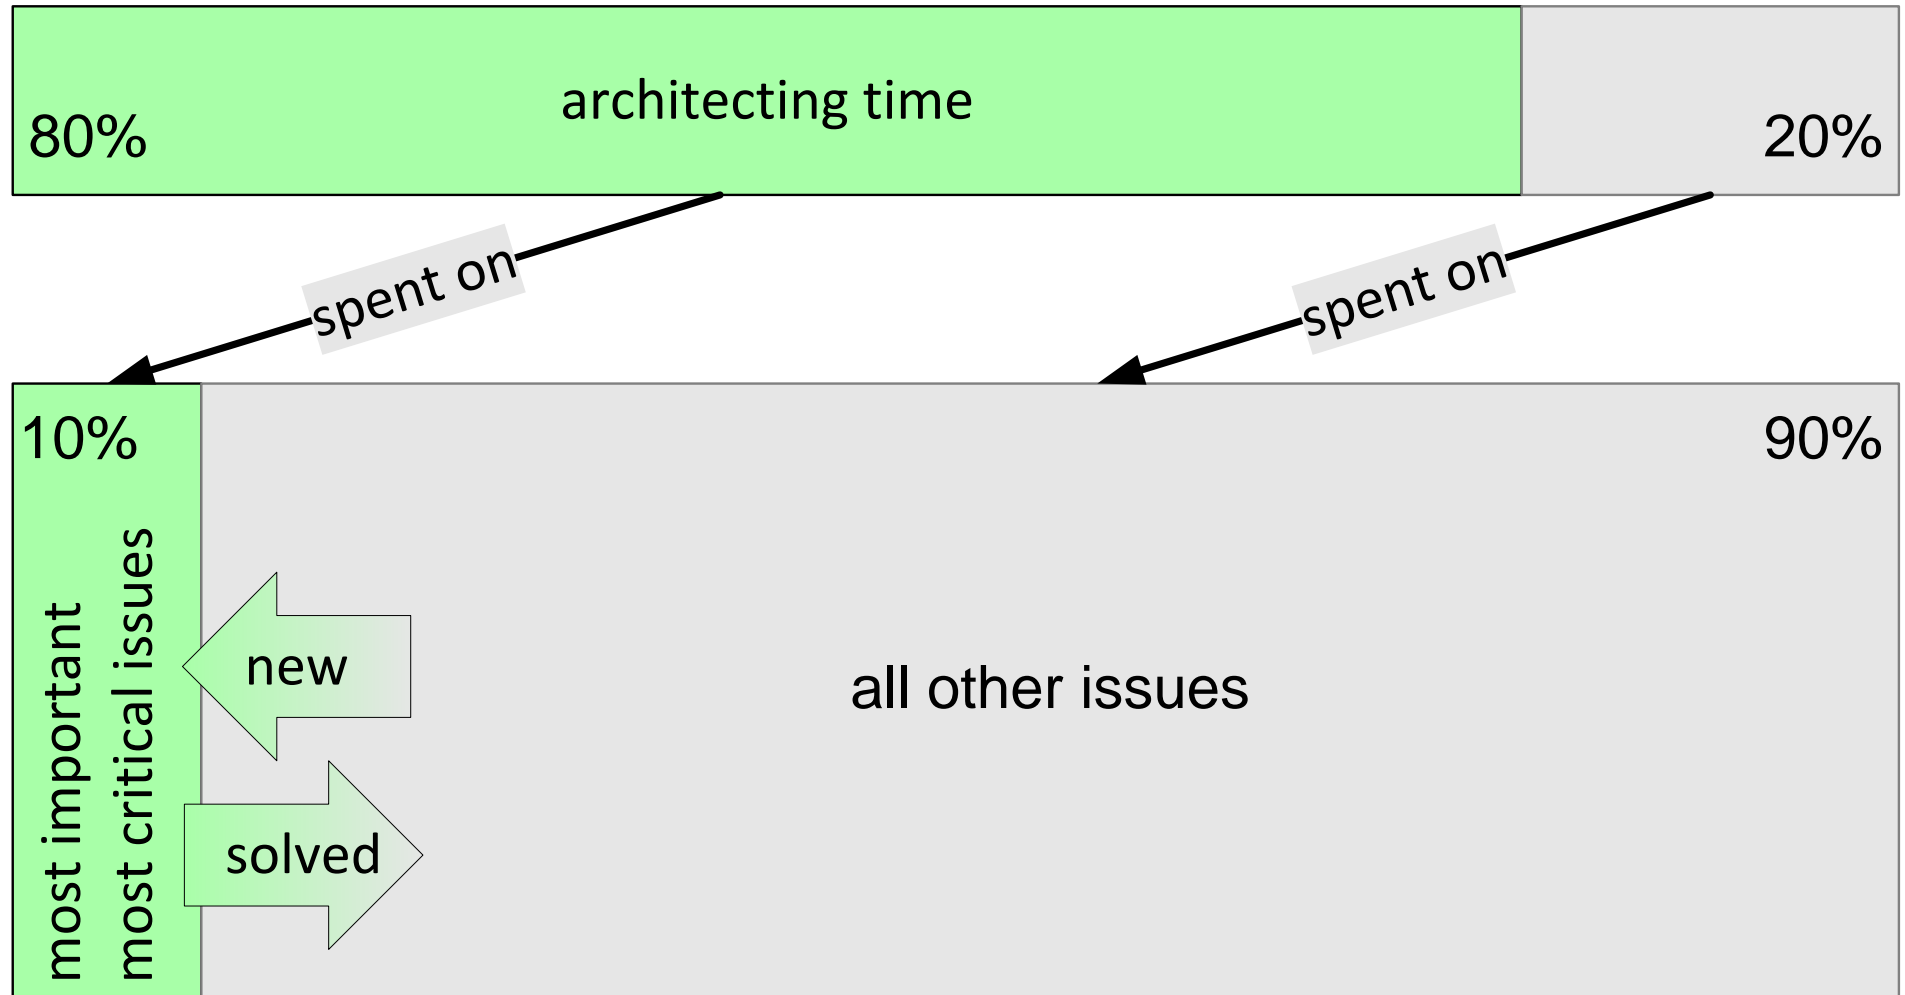 architecting time
80%
20%
spent on
spent on
10%
90%
most important
most critical issues
new
all other issues
solved